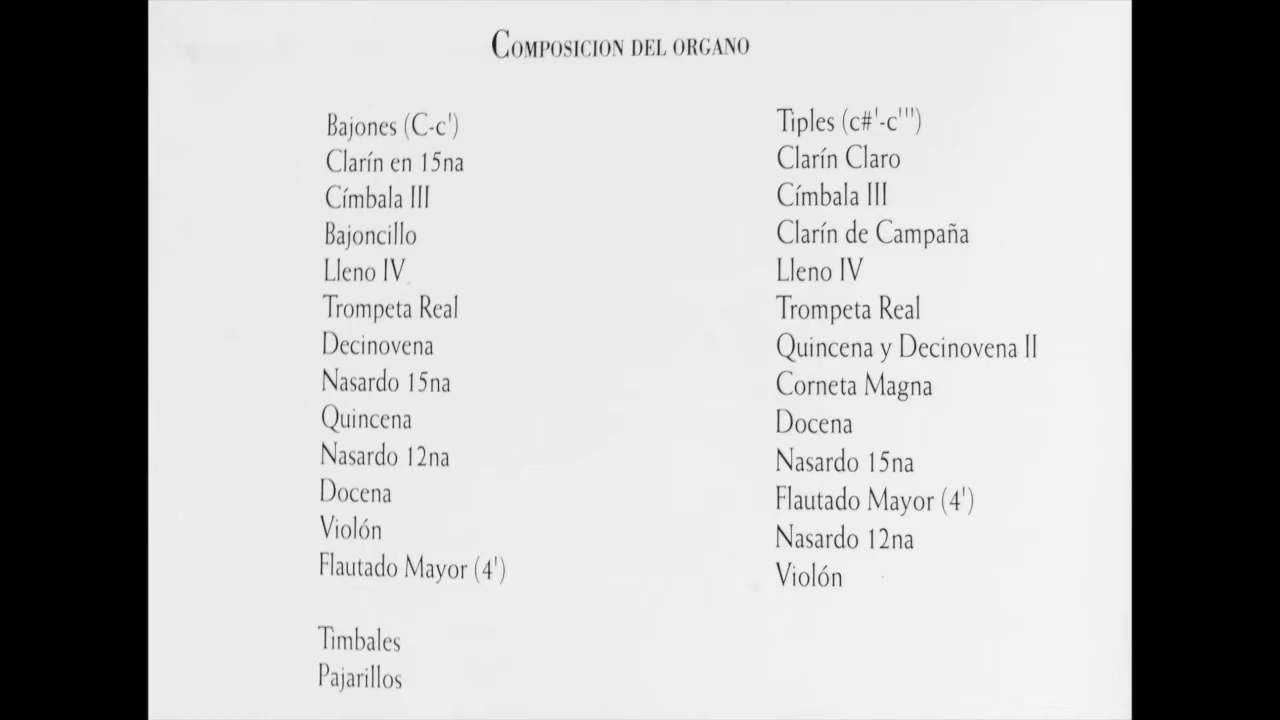 COMPOSICION DEL ORGANO
Bajones (C-c')
Clarín en 15na
Címbala III
Bajoncillo
Lleno IV
Trompeta Real
Decinovena
Nasardo 15na
Quincena
Nasardo 12na
Docena
Violón
Flautado Mayor (4')
Timbales
Pajarillos
Tiples (c#'-c''')
Clarín Claro
Címbala III
Clarín de Campaña
Lleno IV
Trompeta Real
Quincena y Decinovena II
Corneta Magna
Docena
Nasardo 15na
Flautado Mayor (4')
Nasardo 12na
Violón